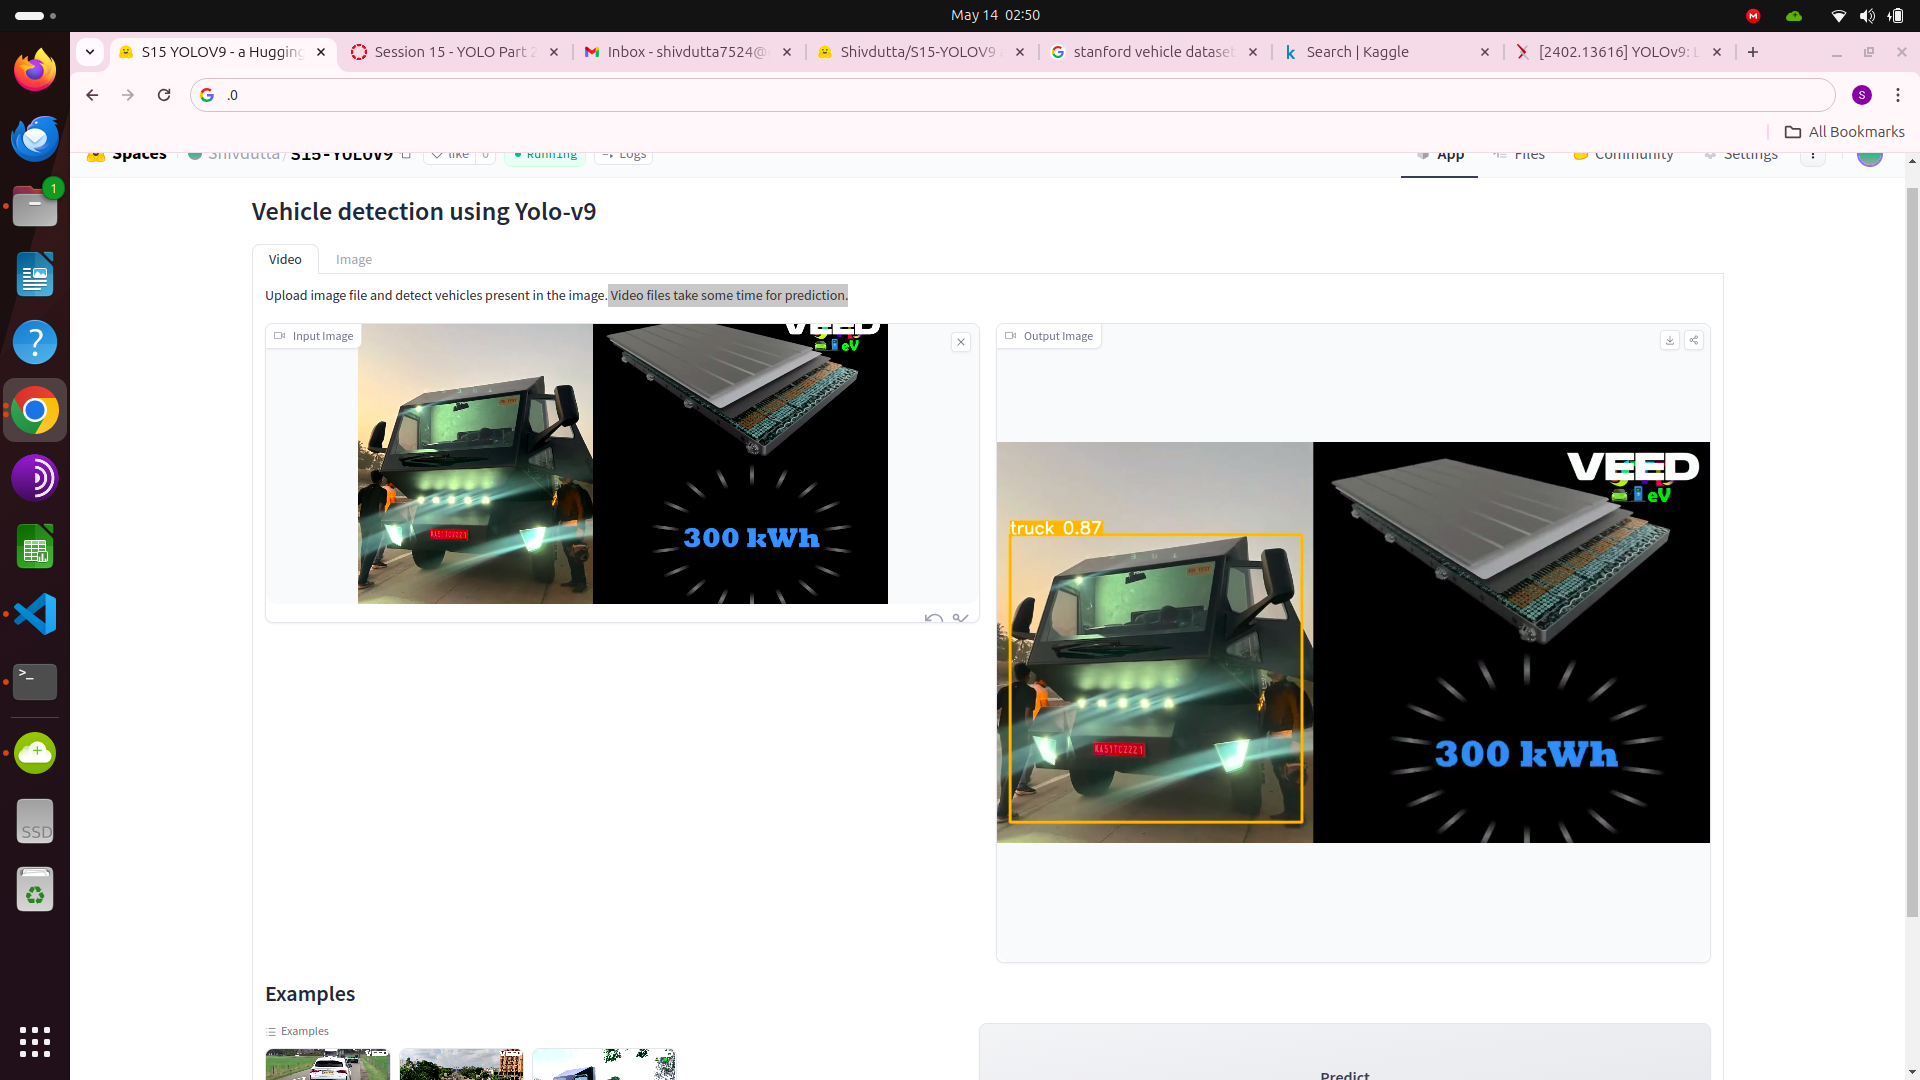 May 14 02:50
S15 YOLOV9 - a Hugging
Session 15 - YOLO Part 2
Inbox - shivdutta7524@
Shivdutta/S15-YOLOV9
stanford vehicle dataset
Search | Kaggle
[2402.13616] YOLOv9: L
.0
S
All Bookmarks
Spaces
Shivdutta/S15-YOLOV9
like
0
Running
Logs
App
Files
Community
Settings
Vehicle detection using Yolo-v9
Video
Image
Upload image file and detect vehicles present in the image. Video files take some time for prediction.
Input Image
VEED
eV
300 kWh
KA51TC2221
Output Image
VEED
eV
truck 0.87
KA51TC2221
300 kWh
Examples
Examples
Predict
1
SSD